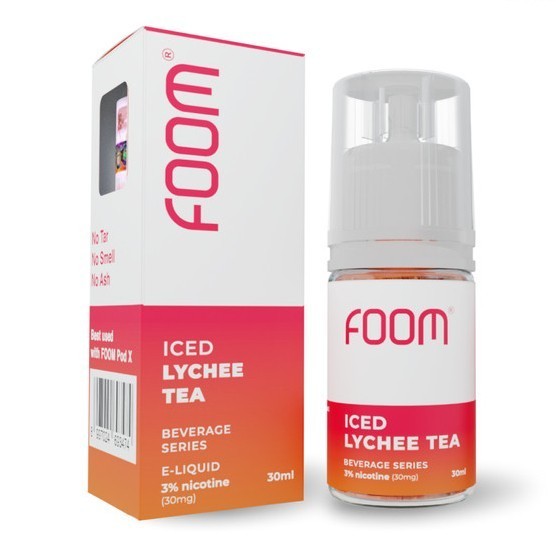 FOOM®
No Tar
No Smell
No Ash
Best used
with FOOM Pod X
ICED
LYCHEE
TEA
BEVERAGE
SERIES
E-LIQUID
3% nicotine
(30mg)
30ml
FOOM®
ICED
LYCHEE TEA
BEVERAGE SERIES
3% nicotine (30mg)
30ml